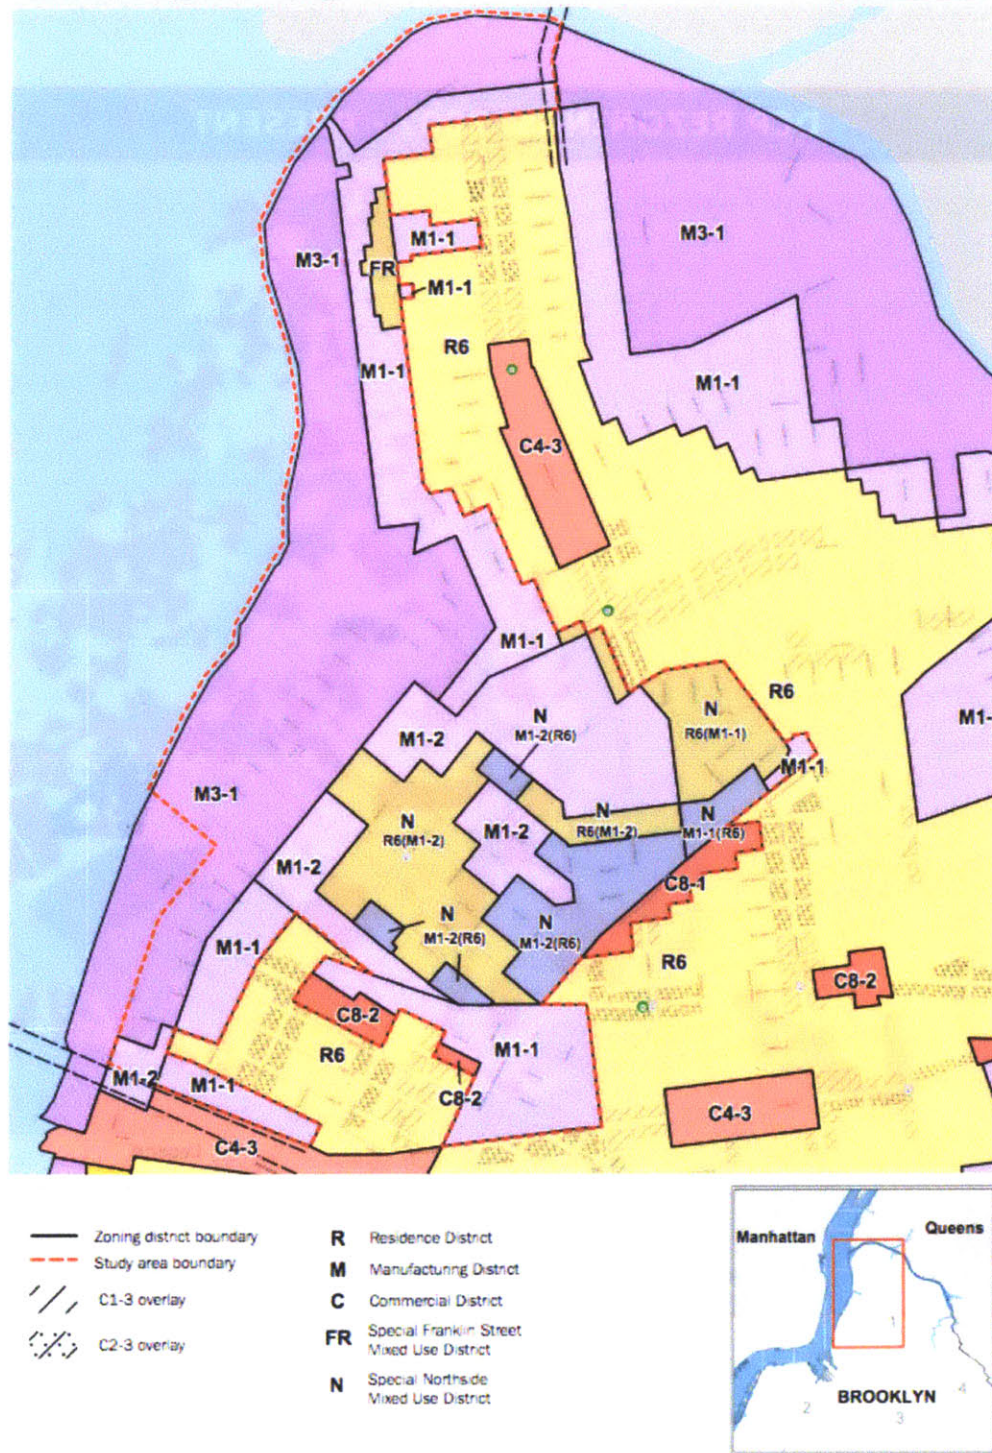 M3-1
M3-1
M1-1
FR
M1-1
R6
M1-1
M1-1
C4-3
M1-1
R6
N
M1-2(R6)
N
R6(M1-1)
M1-
M1-2
M1-1
M3-1
N
R6(M1-2)
M1-2
N
R6(M1-2)
N
M1-1(R6)
M1-2
C8-1
N
M1-2(R6)
N
M1-2(R6)
M1-1
R6
C8-2
C8-2
R6
M1-1
M1-2
M1-1
C8-2
C4-3
C4-3
Zoning district boundary
Study area boundary
C1-3 overlay
C2-3 overlay
R Residence District
M Manufacturing District
C Commercial District
FR Special Franklin Street
Mixed Use District
N Special Northside
Mixed Use District
Manhattan
Queens
1
BROOKLYN
2
3
4